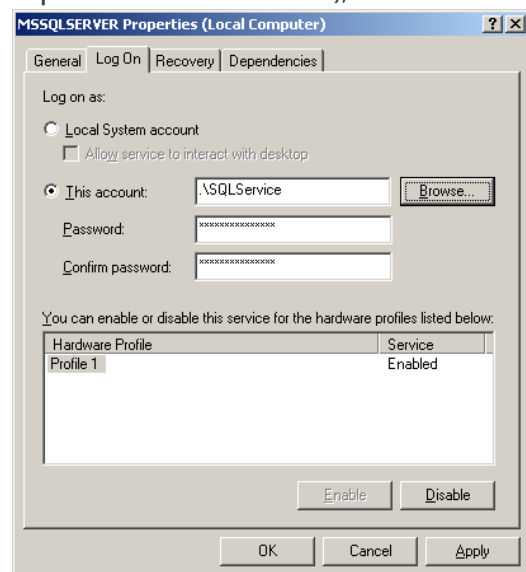 MSSQLSERVER Properties (Local Computer)
General Log On Recovery Dependencies
Log on as:
Local System account
Allow service to interact with desktop
This account: .\SQLService Browse...
Password: ***************
Confirm password: ***************
You can enable or disable this service for the hardware profiles listed below:
Hardware Profile Service
Profile 1 Enabled
Enable Disable
OK Cancel Apply